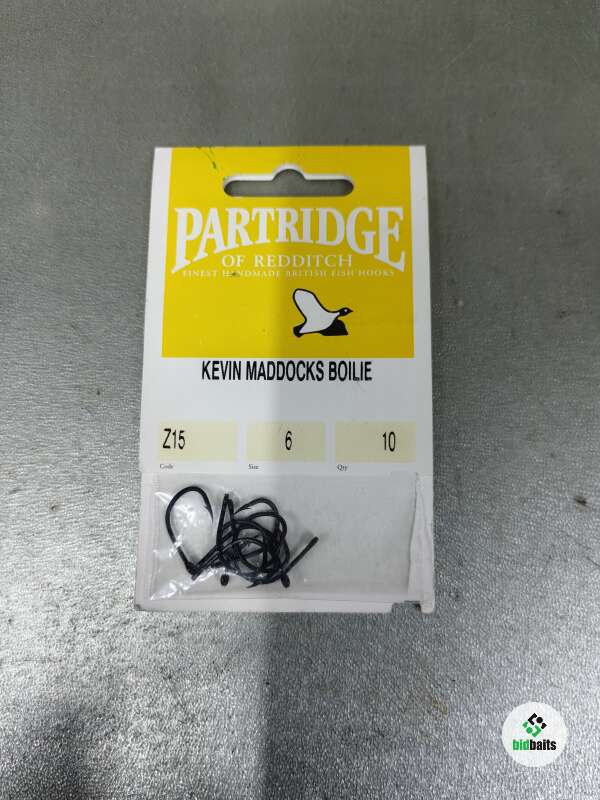 PARTRIDGE
OF REDDITCH
FINEST HANDMADE BRITISH FISH HOOKS
KEVIN MADDOCKS BOILIE
Z15 6 10
Code Size Qty
bidbaits